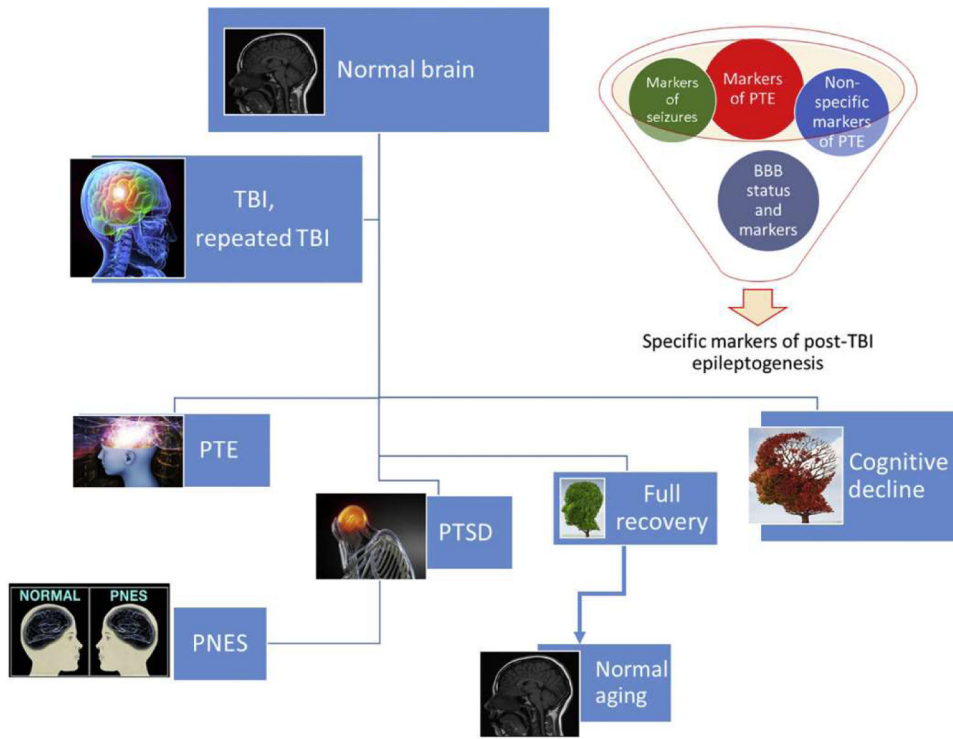 Normal brain
TBI,
repeated TBI
Markers
of
seizures
Markers
of PTE
Non-
specific
markers
of PTE
BBB
status
and
markers
Specific markers of post-TBI
epileptogenesis
PTE
PTSD
Full
recovery
Cognitive
decline
NORMAL
PNES
PNES
Normal
aging